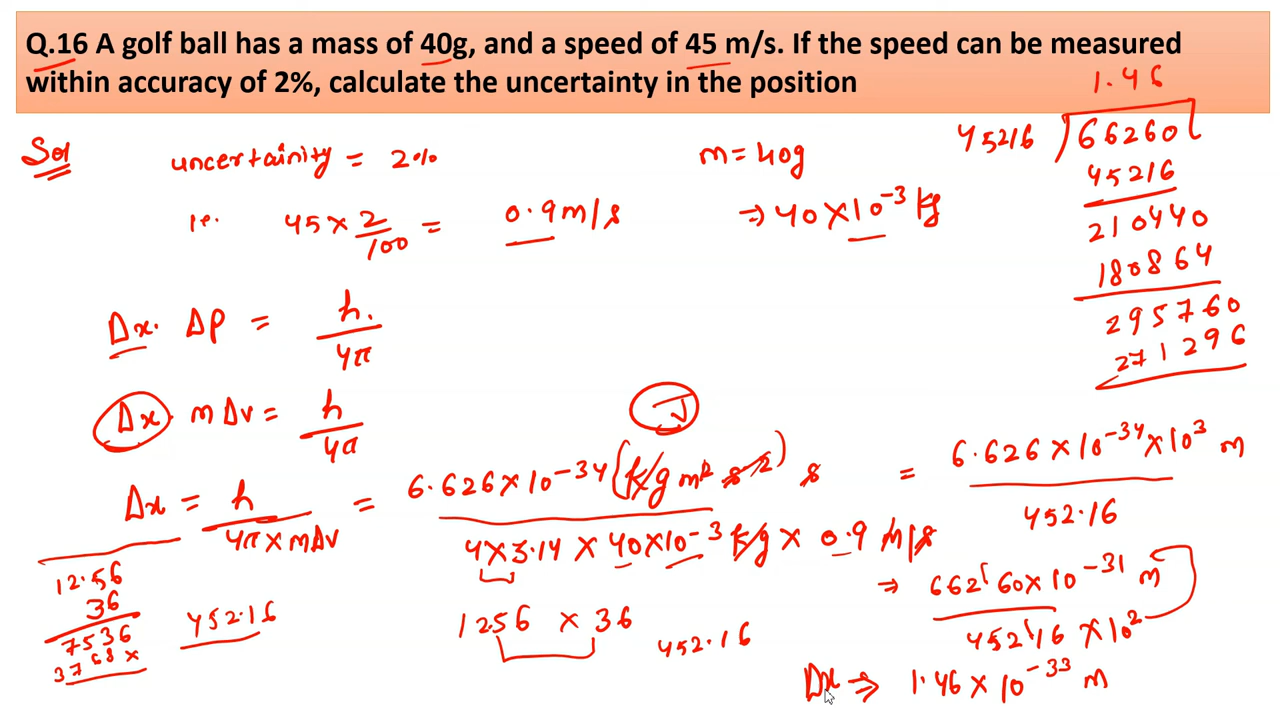 Q.16 A golf ball has a mass of 40g, and a speed of 45 m/s. If the speed can be measured
within accuracy of 2%, calculate the uncertainty in the position
Sol
uncertainity = 2%
m = 40g
i.e. 45 × 2/100 = 0.9 m/s
⇒ 40 × 10⁻³ kg
1.46
45216 ) 66260
45216
210440
180864
295760
271296
Δx. Δp = h/4π
Δx. mΔv = h/4π
J
Δx = h/4π × mΔv = 6.626 × 10⁻³⁴ (kg m² s⁻²) s / 4 × 3.14 × 40 × 10⁻³ kg × 0.9 m/s = 6.626 × 10⁻³⁴ × 10³ m / 452.16
12.56
36
7536
3768×
452.16
1256 × 36
452.16
⇒ 662'60 × 10⁻³¹ m / 452'16 × 10²
Δx ⇒ 1.46 × 10⁻³³ m